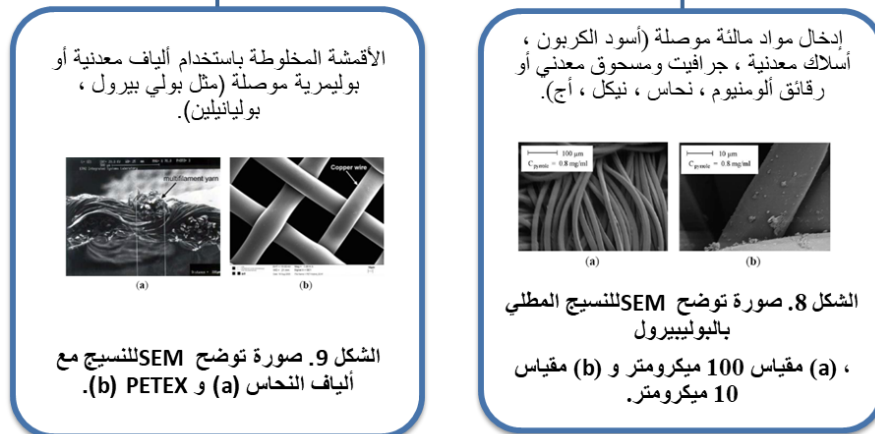 إدخال مواد مالئة موصلة (أسود الكربون ،
أسلاك معدنية ، جرافيت ومسحوق معدني أو
رقائق ألومنيوم ، نحاس ، نيكل ، أج).
100 μm
C pyrrole = 0.8 mg/ml
10 μm
C pyrrole = 0.8 mg/ml
(a)
(b)
الشكل 8. صورة توضح SEMللنسيج المطلي
بالبوليبيرول
، (a) مقياس 100 ميكرومتر و (b) مقياس
10 ميكرومتر.
الأقمشة المخلوطة باستخدام ألياف معدنية أو
بوليمرية موصلة (مثل بولي بيرول ،
بوليانيلين).
multifilament yarn
Copper wire
(a)
(b)
الشكل 9. صورة توضح SEMللنسيج مع
ألياف النحاس (a) و PETEX (b).